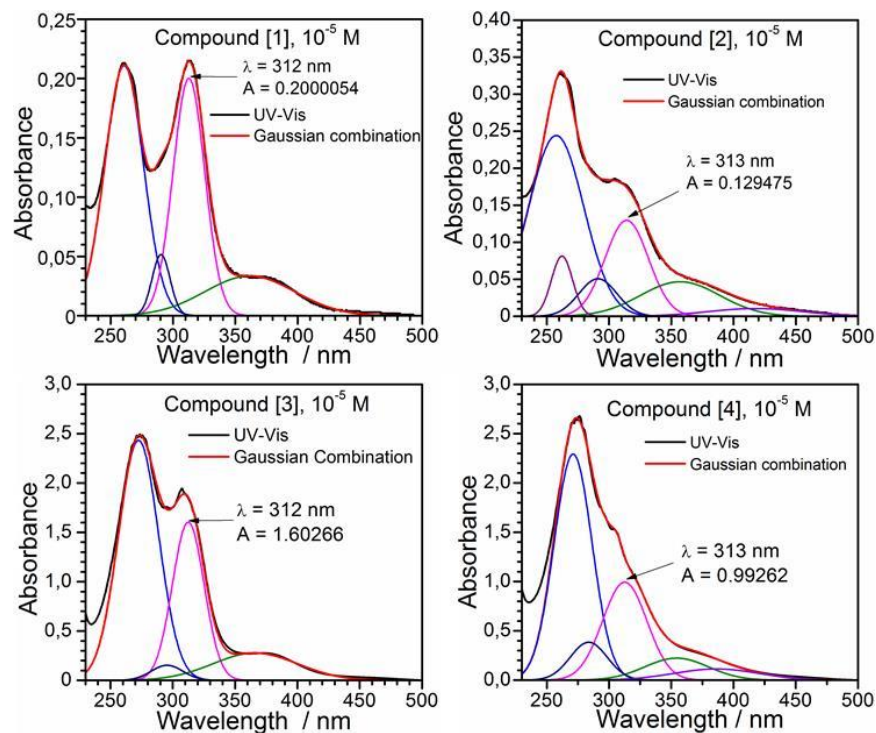 Compound [1], 10-5 M
λ = 312 nm
A = 0.2000054
UV-Vis
Gaussian combination
Absorbance
0,25
0,20
0,15
0,10
0,05
0
250 300 350 400 450 500
Wavelength / nm
Compound [2], 10-5 M
UV-Vis
Gaussian combination
λ = 313 nm
A = 0.129475
Absorbance
0,40
0,35
0,30
0,25
0,20
0,15
0,10
0,05
0
250 300 350 400 450 500
Wavelength / nm
Compound [3], 10-5 M
UV-Vis
Gaussian Combination
λ = 312 nm
A = 1.60266
Absorbance
3,0
2,5
2,0
1,5
1,0
0,5
0
250 300 350 400 450 500
Wavelength / nm
Compound [4], 10-5 M
UV-Vis
Gaussian combination
λ = 313 nm
A = 0.99262
Absorbance
3,0
2,5
2,0
1,5
1,0
0,5
0,0
250 300 350 400 450 500
Wavelength / nm